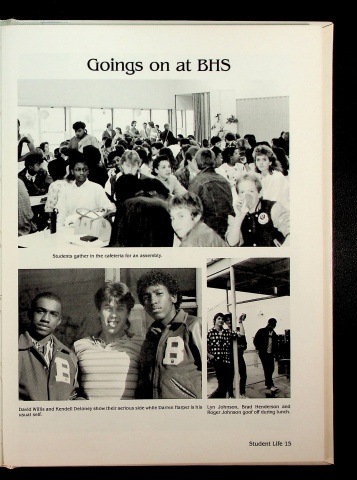 Goings on at BHS
Students gather in the cafeteria for an assembly.
B
B
David Willis and Kendell Deloney show their serious side while Darren Harper is his
usual self.
Lyn Johnson, Brad Henderson and
Roger Johnson goof off during lunch.
Student Life 15